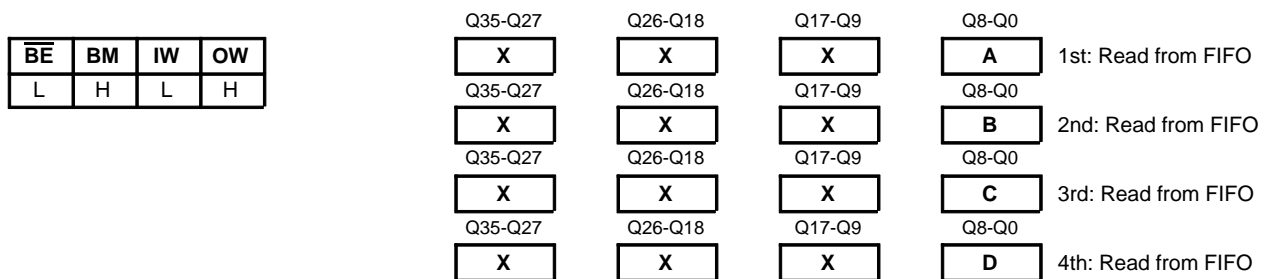 Q35-Q27 Q26-Q18 Q17-Q9 Q8-Q0
BE BM IW OW
X X X A 1st: Read from FIFO
L H L H
Q35-Q27 Q26-Q18 Q17-Q9 Q8-Q0
X X X B 2nd: Read from FIFO
Q35-Q27 Q26-Q18 Q17-Q9 Q8-Q0
X X X C 3rd: Read from FIFO
Q35-Q27 Q26-Q18 Q17-Q9 Q8-Q0
X X X D 4th: Read from FIFO